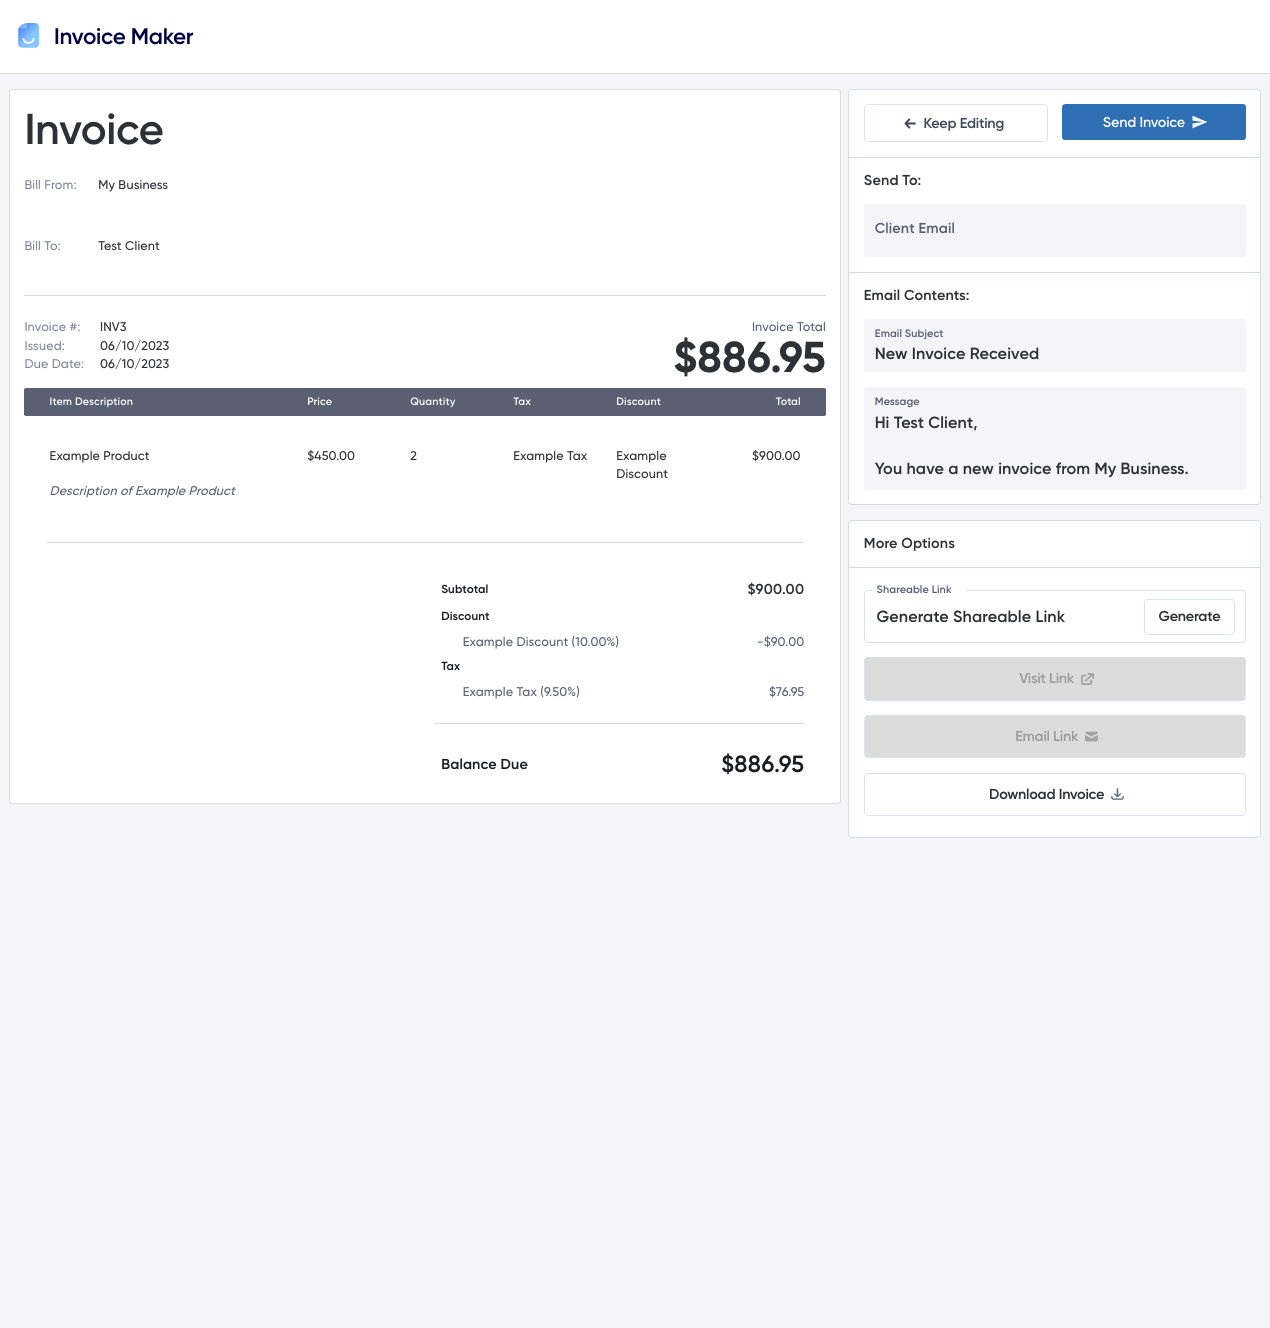 Invoice Maker
Invoice
Bill From: My Business
Bill To: Test Client
Invoice #: INV3
Issued: 06/10/2023
Due Date: 06/10/2023
Invoice Total
$886.95
Item Description Price Quantity Tax Discount Total
Example Product $450.00 2 Example Tax Example $900.00
Discount
Description of Example Product
Subtotal $900.00
Discount
Example Discount (10.00%) -$90.00
Tax
Example Tax (9.50%) $76.95
Balance Due $886.95
Keep Editing Send Invoice
Send To:
Client Email
Email Contents:
Email Subject
New Invoice Received
Message
Hi Test Client,
You have a new invoice from My Business.
More Options
Shareable Link
Generate Shareable Link Generate
Visit Link
Email Link
Download Invoice